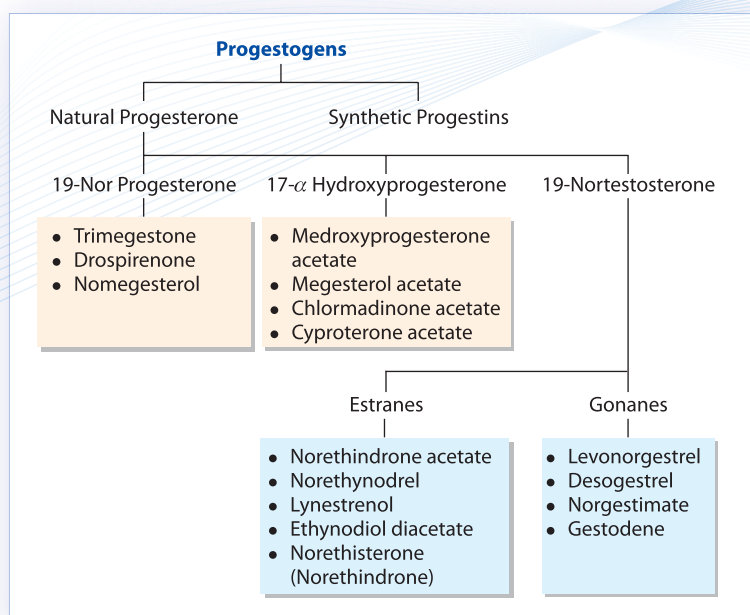 Progestogens
Natural Progesterone
Synthetic Progestins
19-Nor Progesterone
17-α Hydroxyprogesterone
19-Nortestosterone
• Trimegestone
• Drospirenone
• Nomegesterol
• Medroxyprogesterone
acetate
• Megesterol acetate
• Chlormadinone acetate
• Cyproterone acetate
Estranes
Gonanes
• Norethindrone acetate
• Norethynodrel
• Lynestrenol
• Ethynodiol diacetate
• Norethisterone
(Norethindrone)
• Levonorgestrel
• Desogestrel
• Norgestimate
• Gestodene